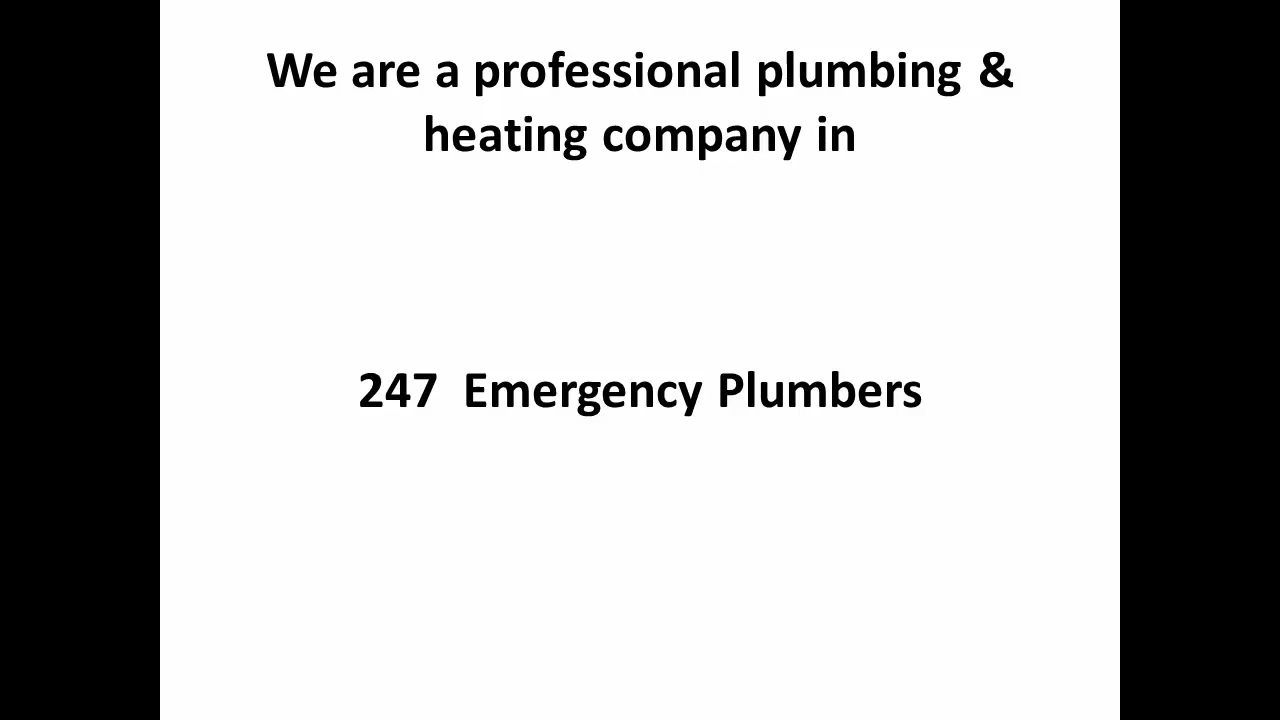 We are a professional plumbing &
heating company in
247  Emergency Plumbers